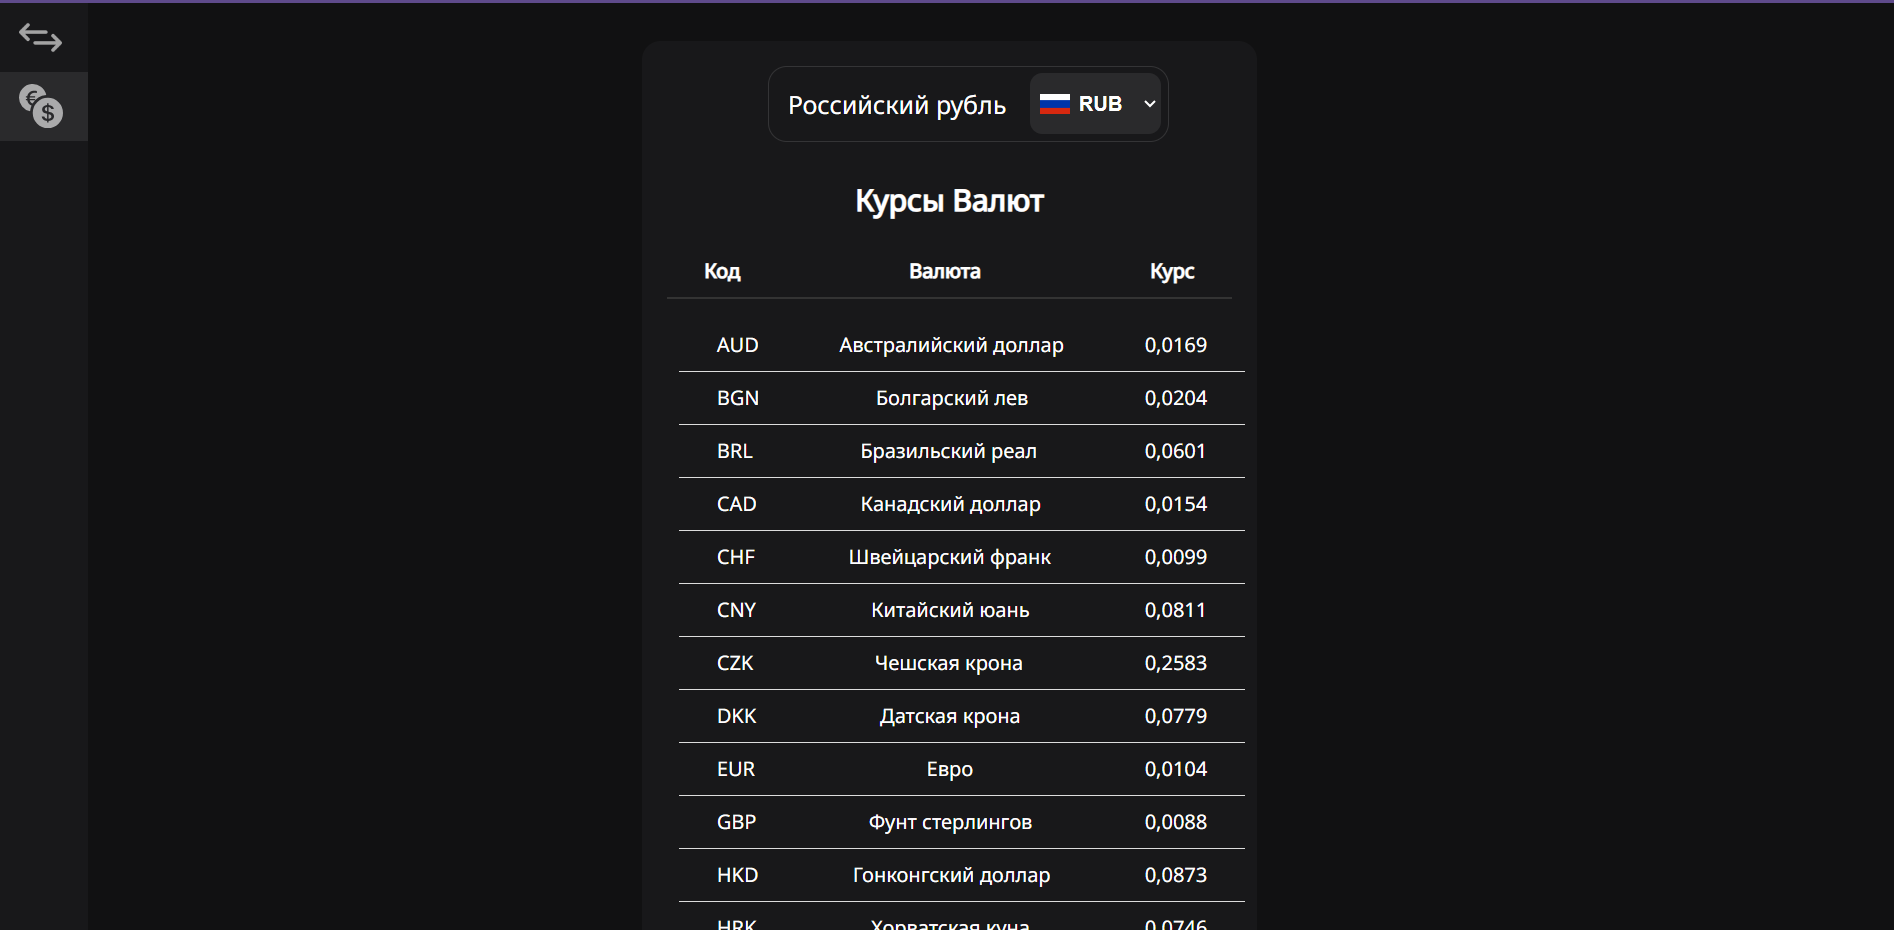 €
$
Российский рубль RUB
Курсы Валют
Код Валюта Курс
AUD Австралийский доллар 0,0169
BGN Болгарский лев 0,0204
BRL Бразильский реал 0,0601
CAD Канадский доллар 0,0154
CHF Швейцарский франк 0,0099
CNY Китайский юань 0,0811
CZK Чешская крона 0,2583
DKK Датская крона 0,0779
EUR Евро 0,0104
GBP Фунт стерлингов 0,0088
HKD Гонконгский доллар 0,0873
HRK Хорватская куна 0,0746